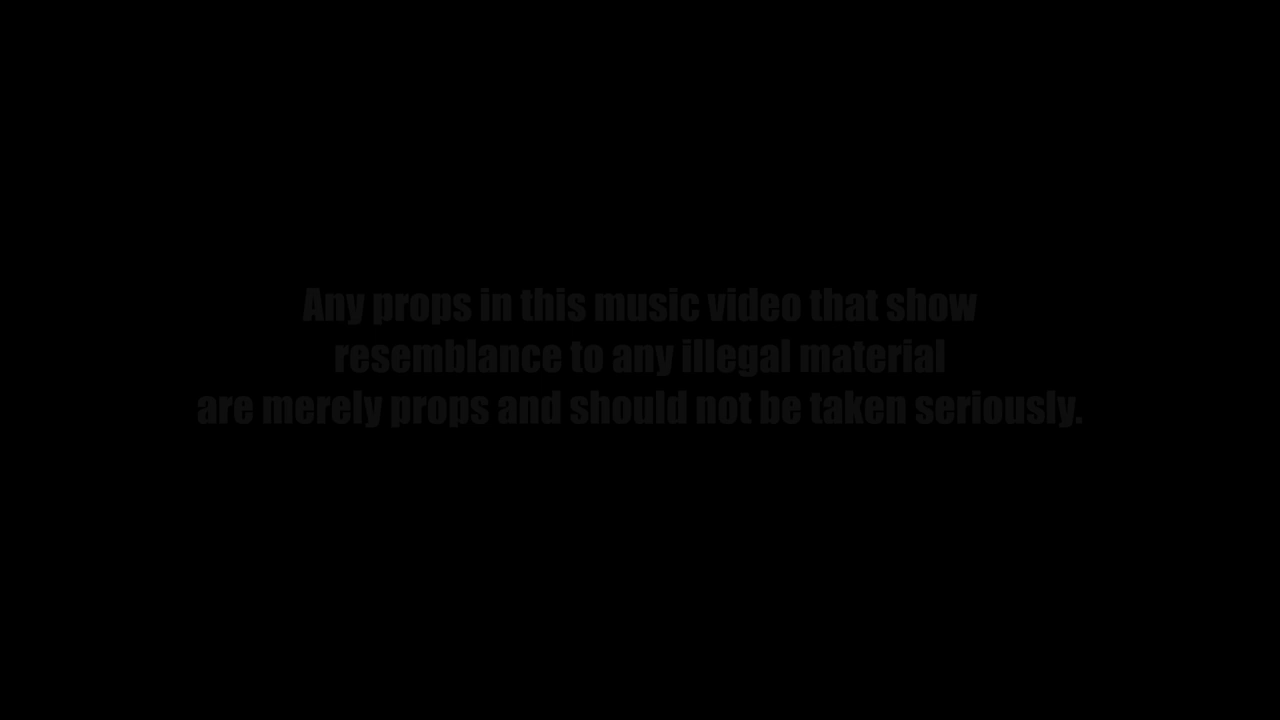 Any props in this music video that show
resemblance to any illegal material
are merely props and should not be taken seriously.